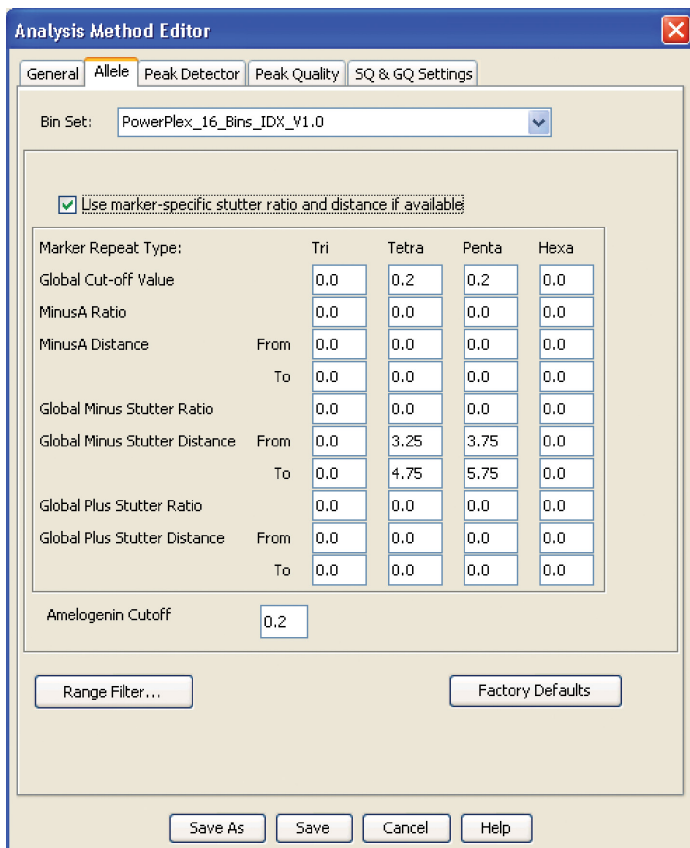 Analysis Method Editor
General Allele Peak Detector Peak Quality SQ & GQ Settings
Bin Set: PowerPlex_16_Bins_IDX_V1.0
Use marker-specific stutter ratio and distance if available
Marker Repeat Type: Tri Tetra Penta Hexa
Global Cut-off Value 0.0 0.2 0.2 0.0
MinusA Ratio 0.0 0.0 0.0 0.0
MinusA Distance From 0.0 0.0 0.0 0.0
To 0.0 0.0 0.0 0.0
Global Minus Stutter Ratio 0.0 0.0 0.0 0.0
Global Minus Stutter Distance From 0.0 3.25 3.75 0.0
To 0.0 4.75 5.75 0.0
Global Plus Stutter Ratio 0.0 0.0 0.0 0.0
Global Plus Stutter Distance From 0.0 0.0 0.0 0.0
To 0.0 0.0 0.0 0.0
Amelogenin Cutoff 0.2
Range Filter... Factory Defaults
Save As Save Cancel Help